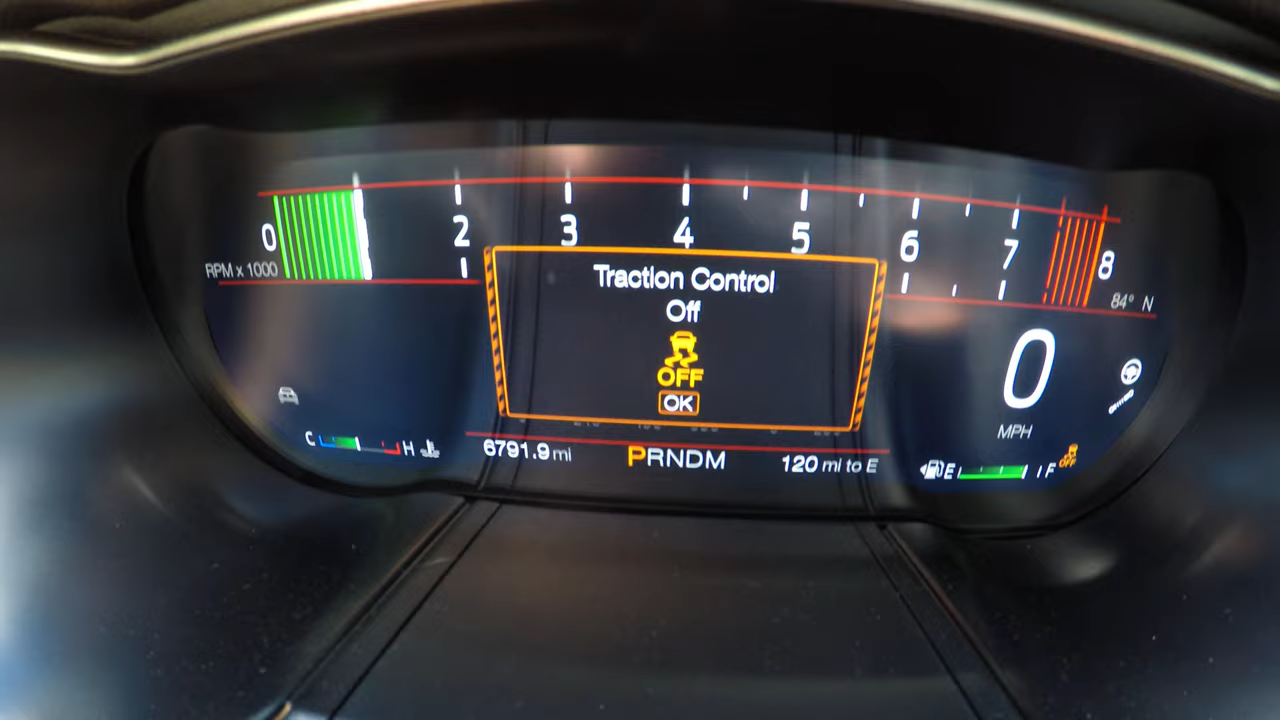 0 2 3 4 5 6 7 8
RPM x 1000
84° N
Traction Control
Off
OFF
OK
0
MPH
C H
6791.9 mi
PRNDM
120 mi to E
E F
OFF